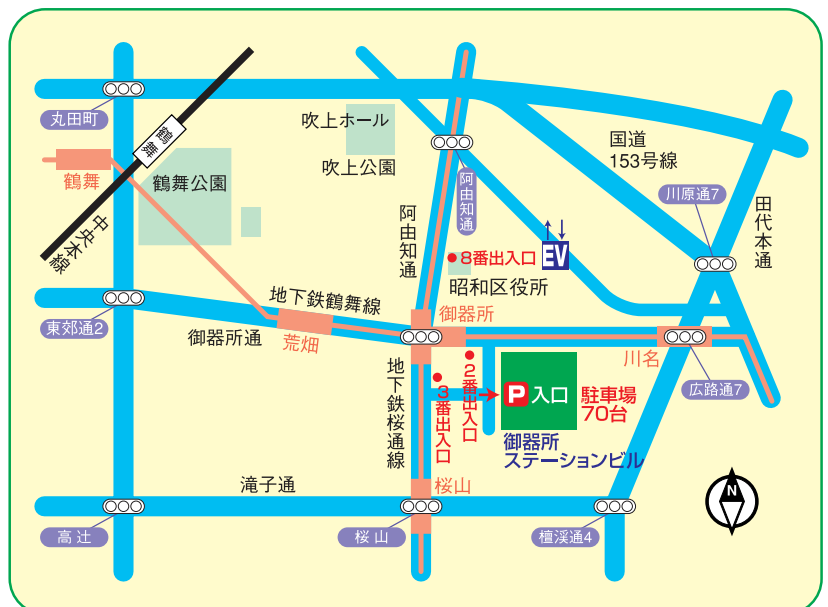 丸田町
鶴舞
鶴舞
鶴舞公園
中央本線
吹上ホール
吹上公園
阿由知通
阿由知通
国道
153号線
川原通7
田代本通
8番出入口
EV
昭和区役所
地下鉄鶴舞線
東郊通2
御器所通
荒畑
御器所
川名
広路通7
地下鉄桜通線
3番出入口
2番出入口
P入口
駐車場
70台
御器所
ステーションビル
滝子通
桜山
高辻
桜山
檀渓通4
N